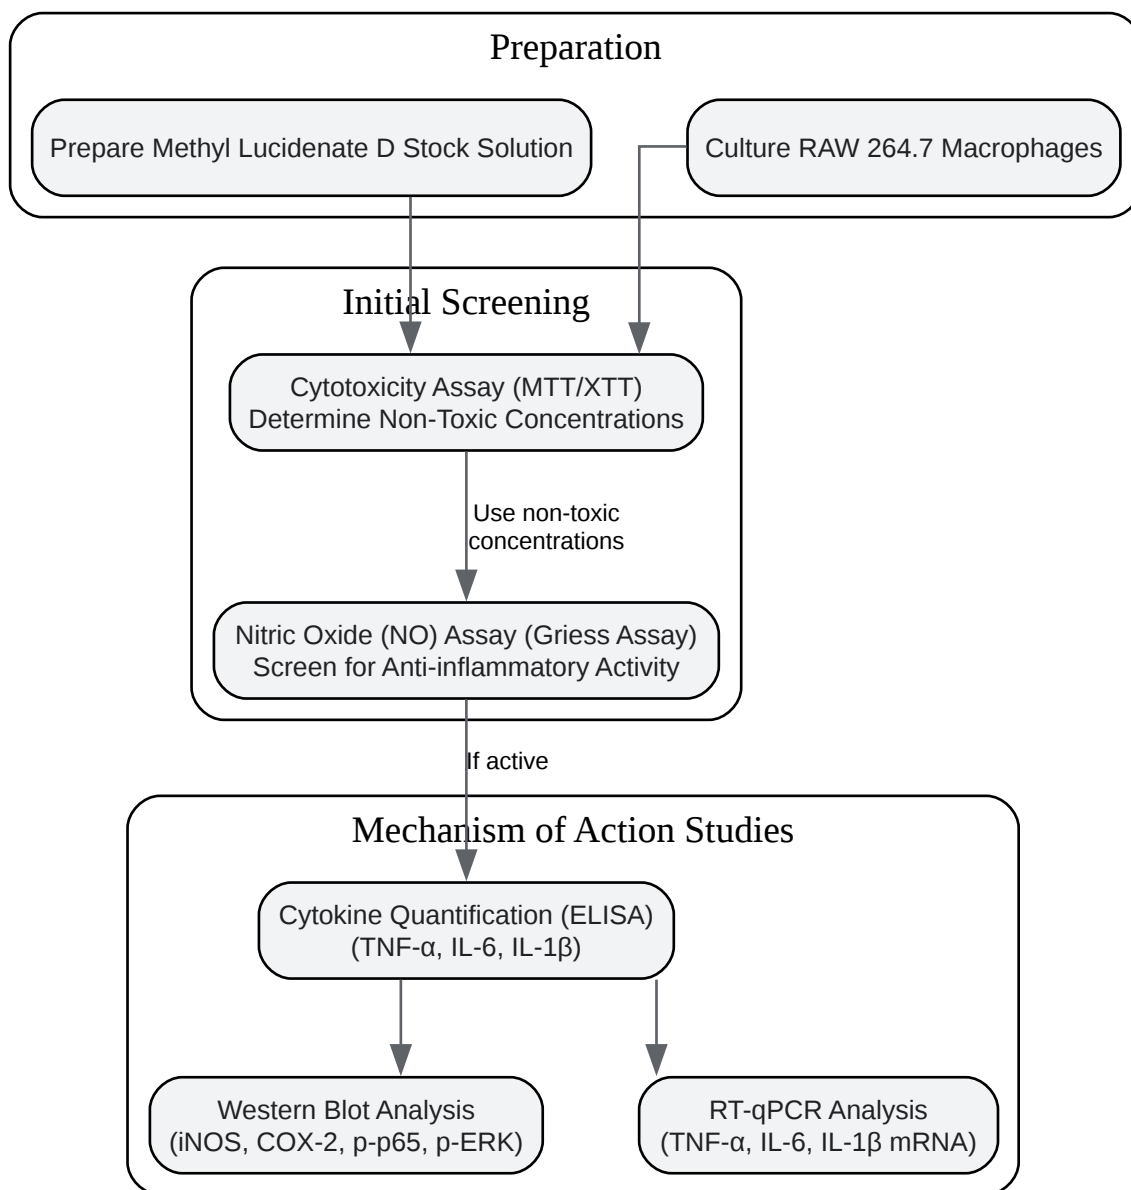 Preparation
Prepare Methyl Lucidenate D Stock Solution
Culture RAW 264.7 Macrophages
Initial Screening
Cytotoxicity Assay (MTT/XTT)
Determine Non-Toxic Concentrations
Use non-toxic
concentrations
Nitric Oxide (NO) Assay (Griess Assay)
Screen for Anti-inflammatory Activity
If active
Mechanism of Action Studies
Cytokine Quantification (ELISA)
(TNF-α, IL-6, IL-1β)
Western Blot Analysis
(iNOS, COX-2, p-p65, p-ERK)
RT-qPCR Analysis
(TNF-α, IL-6, IL-1β mRNA)